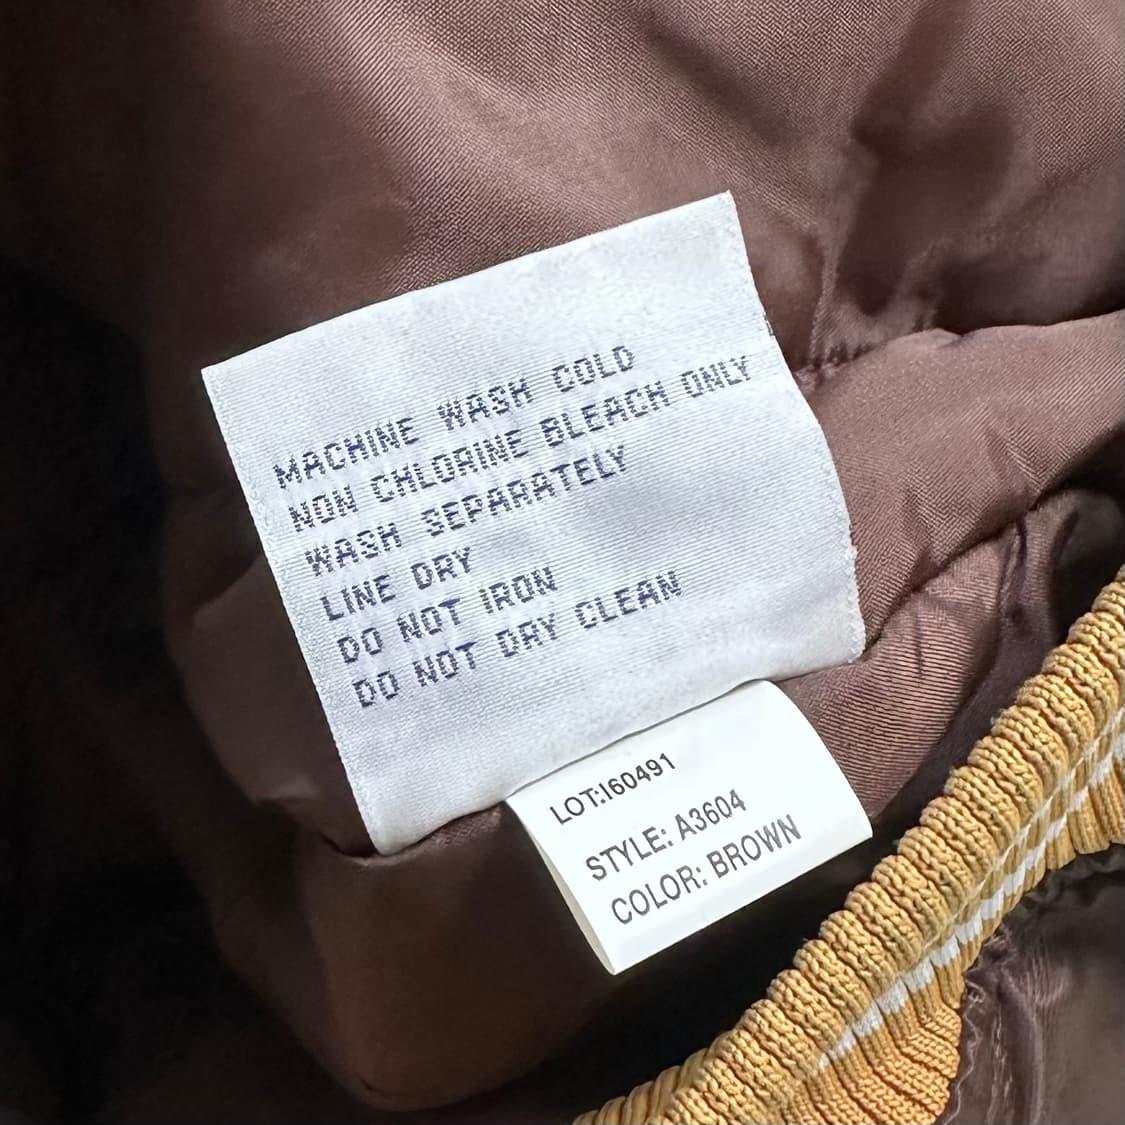 MACHINE WASH COLD
NON CHLORINE BLEACH ONLY
WASH SEPARATELY
LINE DRY
DO NOT IRON
DO NOT DRY CLEAN
LOT:I60491
STYLE: A3604
COLOR: BROWN